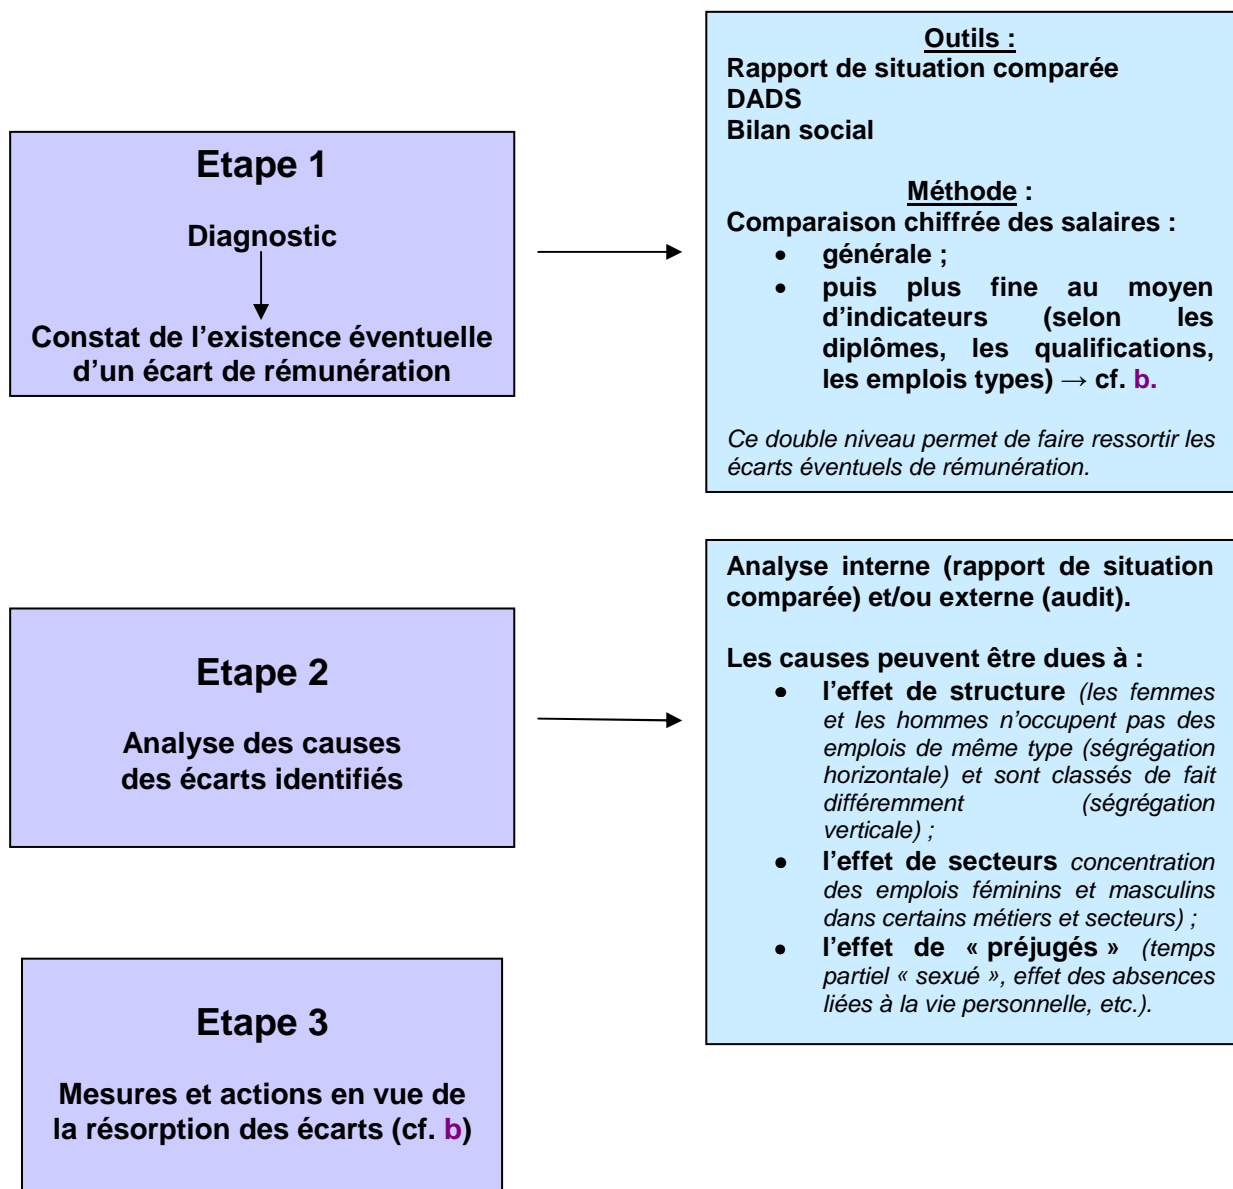 Etape 1
Diagnostic
Constat de l’existence éventuelle
d’un écart de rémunération
Outils :
Rapport de situation comparée
DADS
Bilan social
Méthode :
Comparaison chiffrée des salaires :
• générale ;
• puis plus fine au moyen
d’indicateurs (selon les
diplômes, les qualifications,
les emplois types) → cf. b.
Ce double niveau permet de faire ressortir les
écarts éventuels de rémunération.
Etape 2
Analyse des causes
des écarts identifiés
Analyse interne (rapport de situation
comparée) et/ou externe (audit).
Les causes peuvent être dues à :
• l’effet de structure (les femmes
et les hommes n’occupent pas des
emplois de même type (ségrégation
horizontale) et sont classés de fait
différemment (ségrégation
verticale) ;
• l’effet de secteurs concentration
des emplois féminins et masculins
dans certains métiers et secteurs) ;
• l’effet de « préjugés » (temps
partiel « sexué », effet des absences
liées à la vie personnelle, etc.).
Etape 3
Mesures et actions en vue de
la résorption des écarts (cf. b)